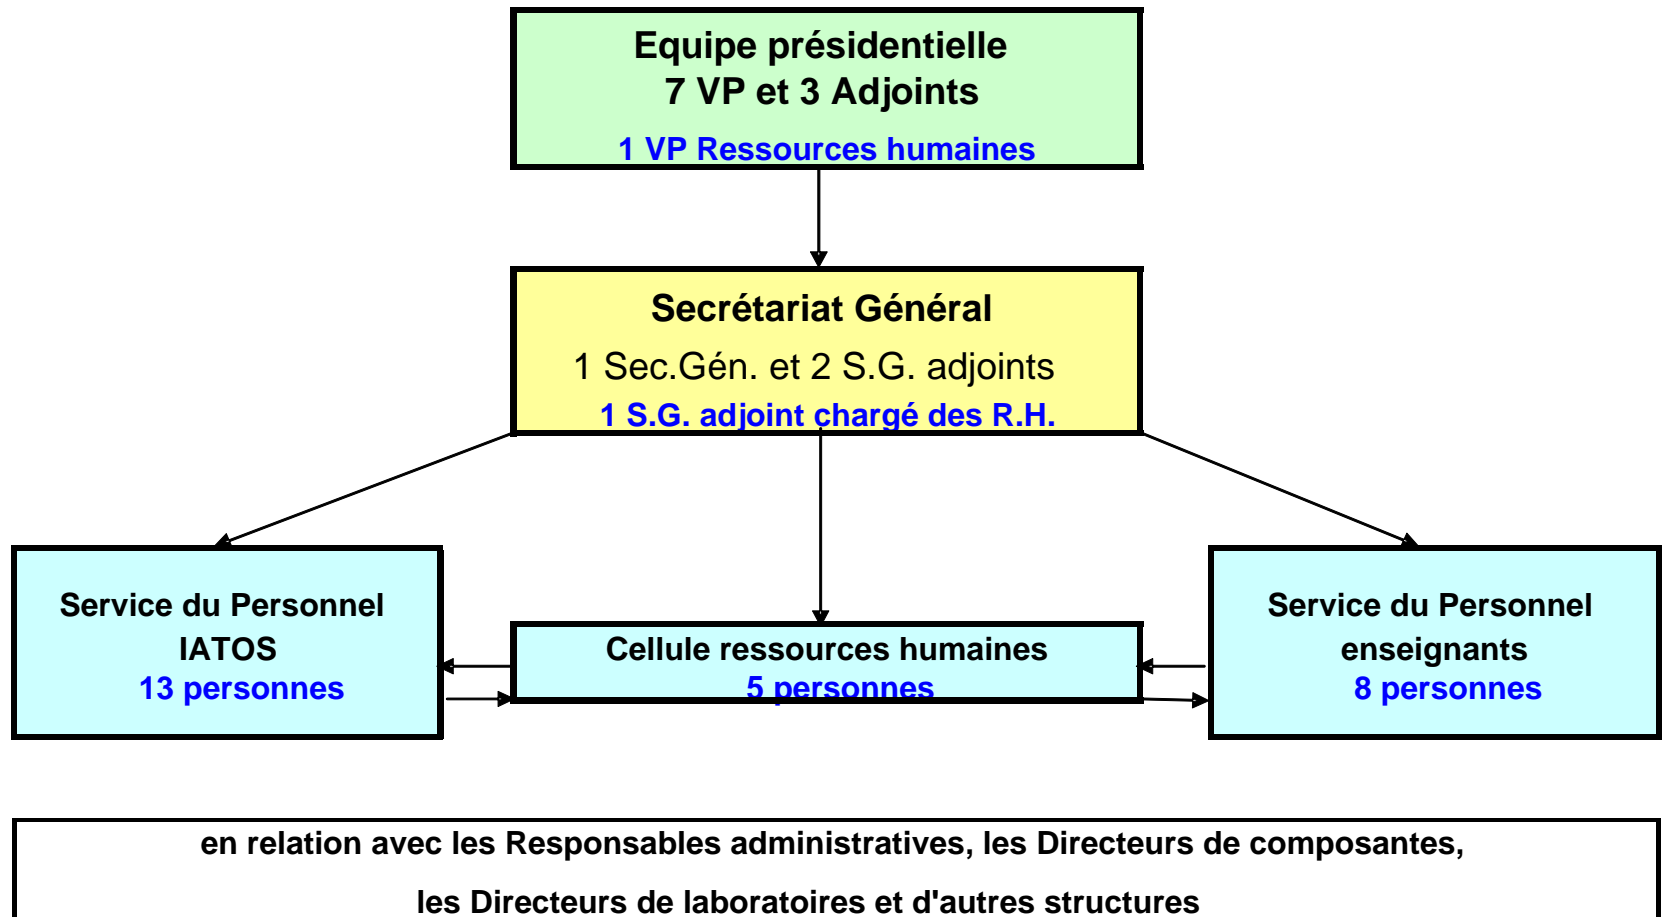 Equipe présidentielle
7 VP et 3 Adjoints
1 VP Ressources humaines
Secrétariat Général
1 Sec.Gén. et 2 S.G. adjoints
1 S.G. adjoint chargé des R.H.
Service du Personnel
IATOS
13 personnes
Cellule ressources humaines
5 personnes
Service du Personnel
enseignants
8 personnes
en relation avec les Responsables administratives, les Directeurs de composantes,
les Directeurs de laboratoires et d'autres structures